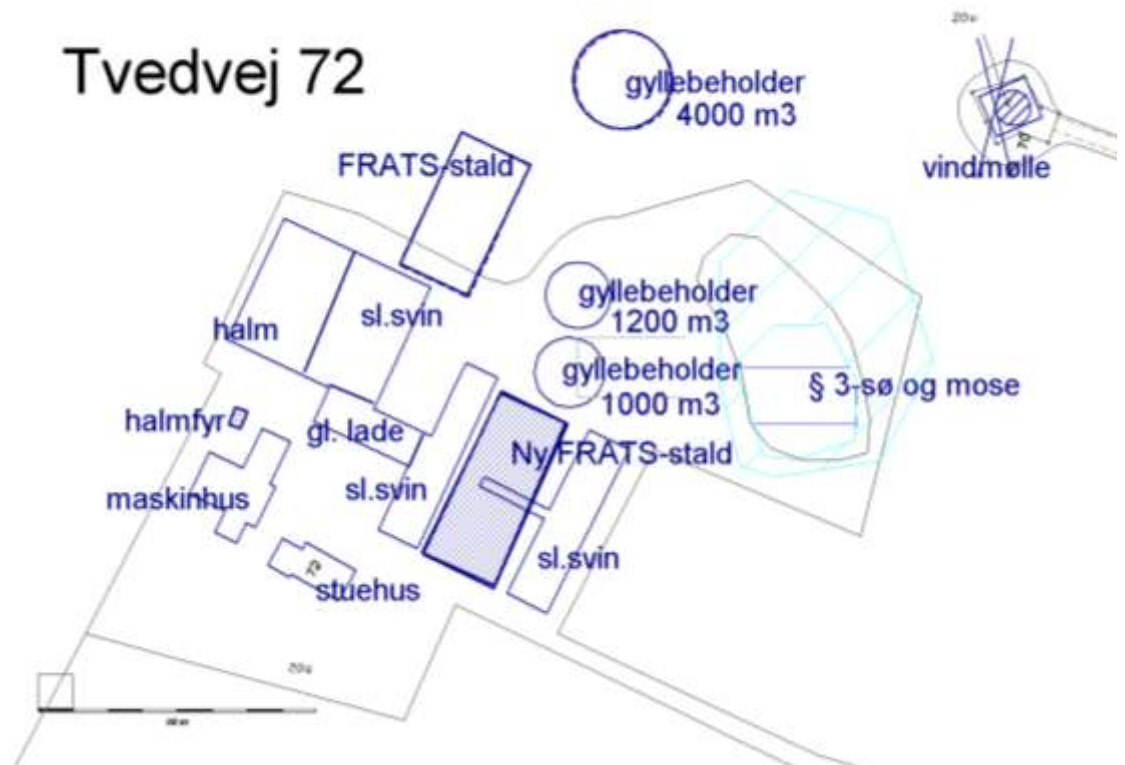 Tvedvej 72
gyllebeholder
4000 m3
vindmølle
70
FRATS-stald
halm
sl.svin
gyllebeholder
1200 m3
gyllebeholder
1000 m3
§ 3-sø og mose
halmfyr
gl. lade
Ny FRATS-stald
maskinhus
sl.svin
sl.svin
stuehus